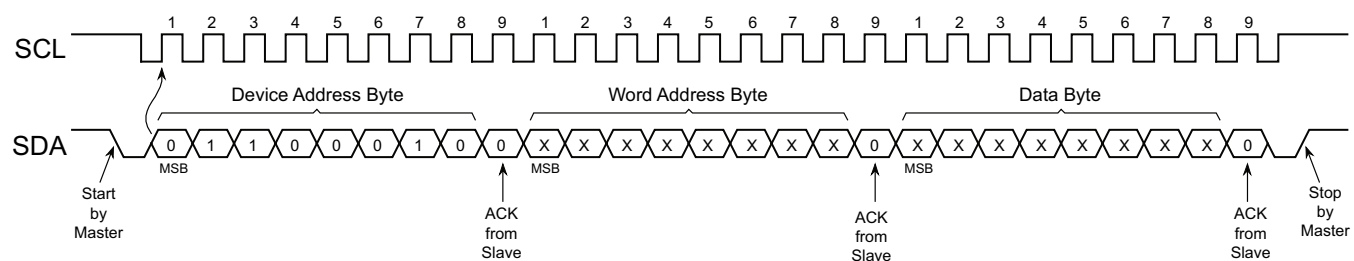 1 2 3 4 5 6 7 8 9 1 2 3 4 5 6 7 8 9 1 2 3 4 5 6 7 8 9
SCL
Device Address Byte Word Address Byte Data Byte
SDA 0 1 1 0 0 0 1 0 0 X X X X X X X X 0 X X X X X X X X 0
MSB MSB MSB
Start
by
Master
ACK
from
Slave
ACK
from
Slave
ACK
from
Slave
Stop
by
Master